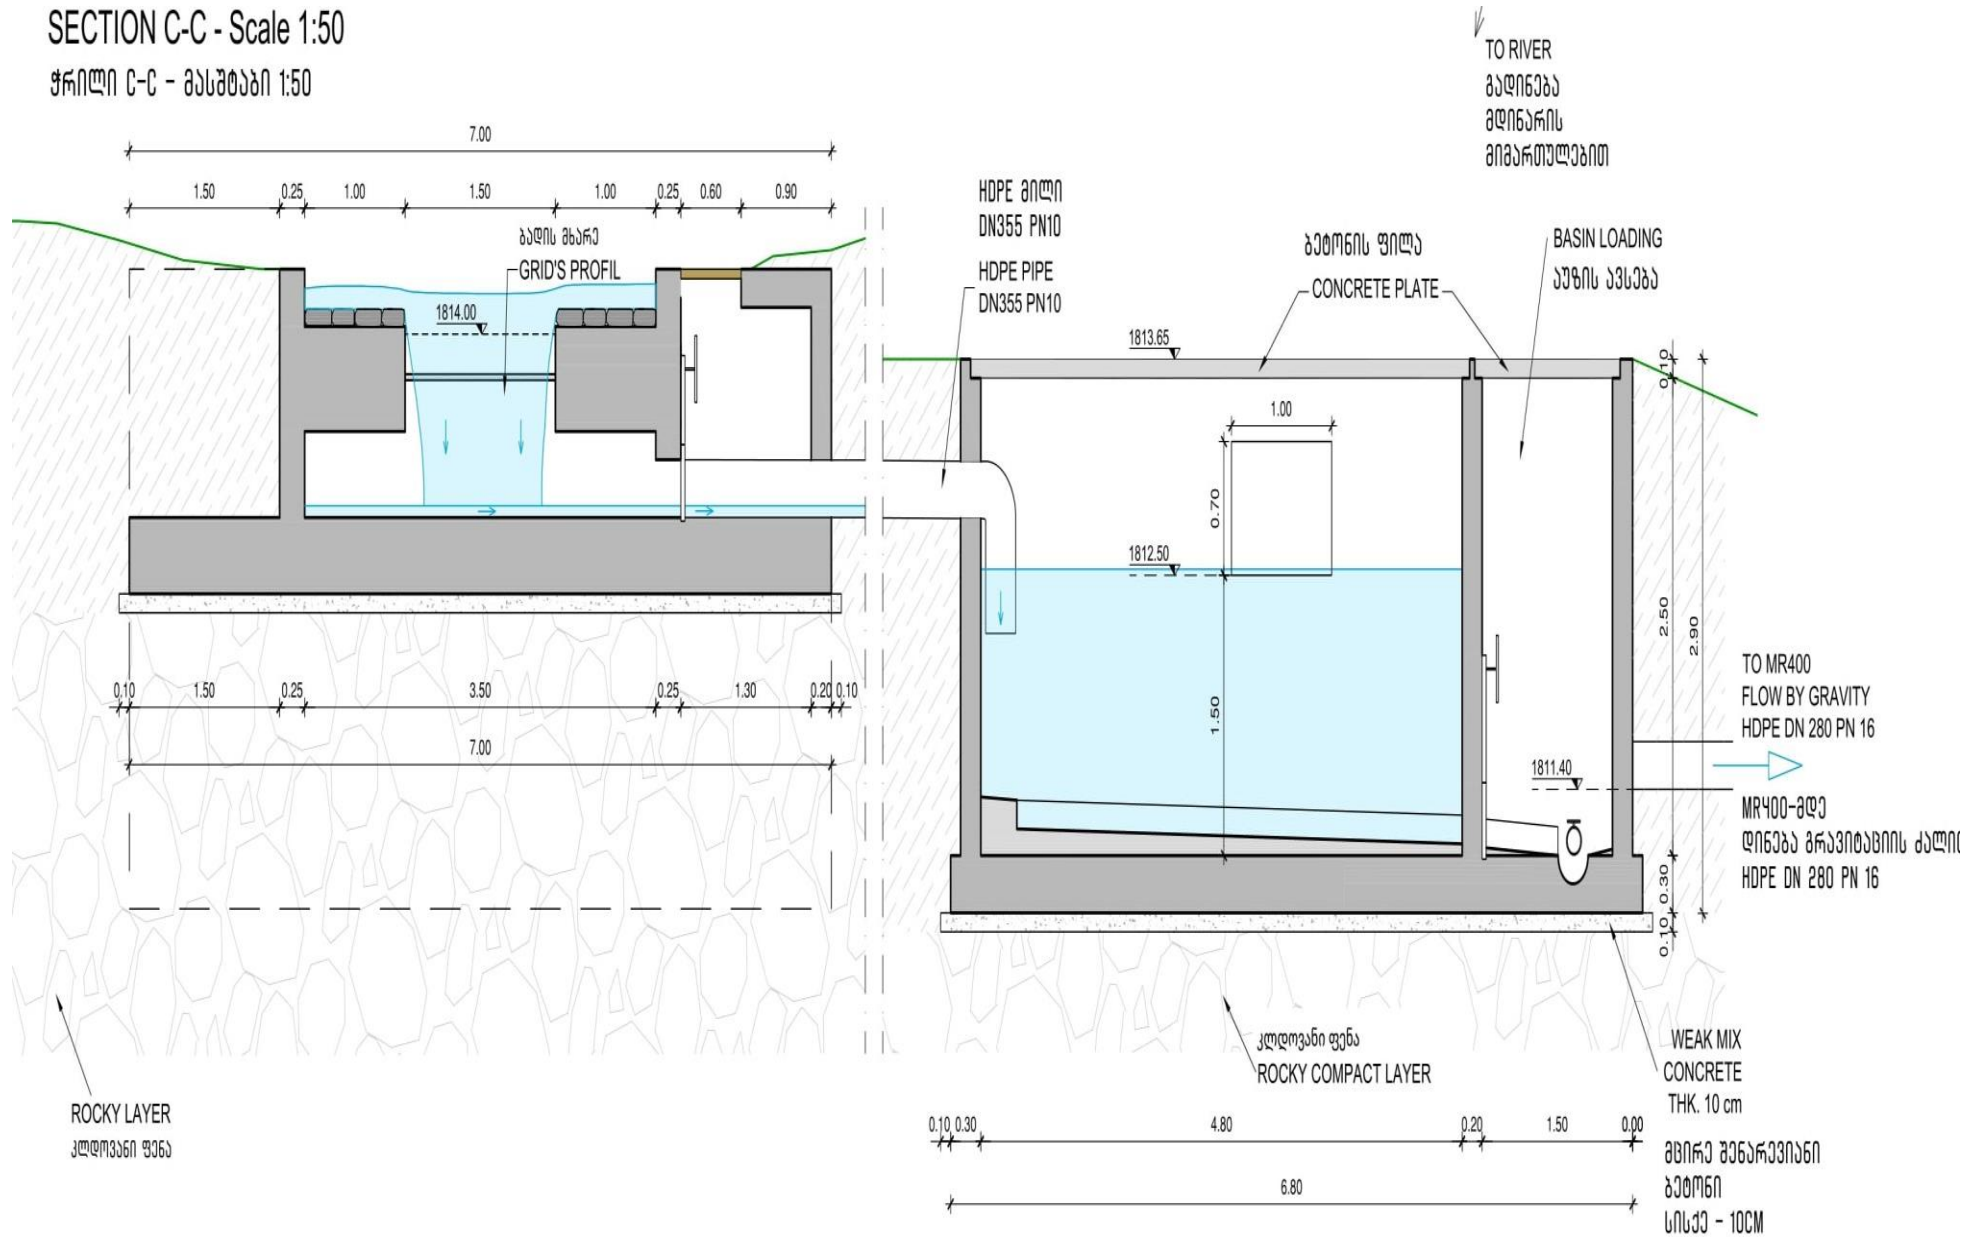 SECTION C-C - Scale 1:50
ჭრილი C-C - მასშტაბი 1:50
7.00
1.50
0.25
1.00
1.50
1.00
0.25
0.60
0.90
ბადის მხარე
GRID'S PROFIL
1814.00
0.10
1.50
0.25
3.50
0.25
1.30
0.20
0.10
7.00
ROCKY LAYER
კლდოვანი ფენა
TO RIVER
გადინება
მდინარის
მიმართულებით
HDPE მილი
DN355 PN10
HDPE PIPE
DN355 PN10
ბეტონის ფილა
CONCRETE PLATE
BASIN LOADING
აუზის ავსება
1813.65
1.00
0.70
1812.50
1.50
1811.40
0.10
2.50
2.90
0.30
0.10
TO MR400
FLOW BY GRAVITY
HDPE DN 280 PN 16
MR400-მდე
დინება გრავიტაციის ძალი
HDPE DN 280 PN 16
კლდოვანი ფენა
ROCKY COMPACT LAYER
WEAK MIX
CONCRETE
THK. 10 cm
მცირე შენარევიანი
ბეტონი
სისქე - 10CM
0.10
0.30
4.80
0.20
1.50
0.00
6.80